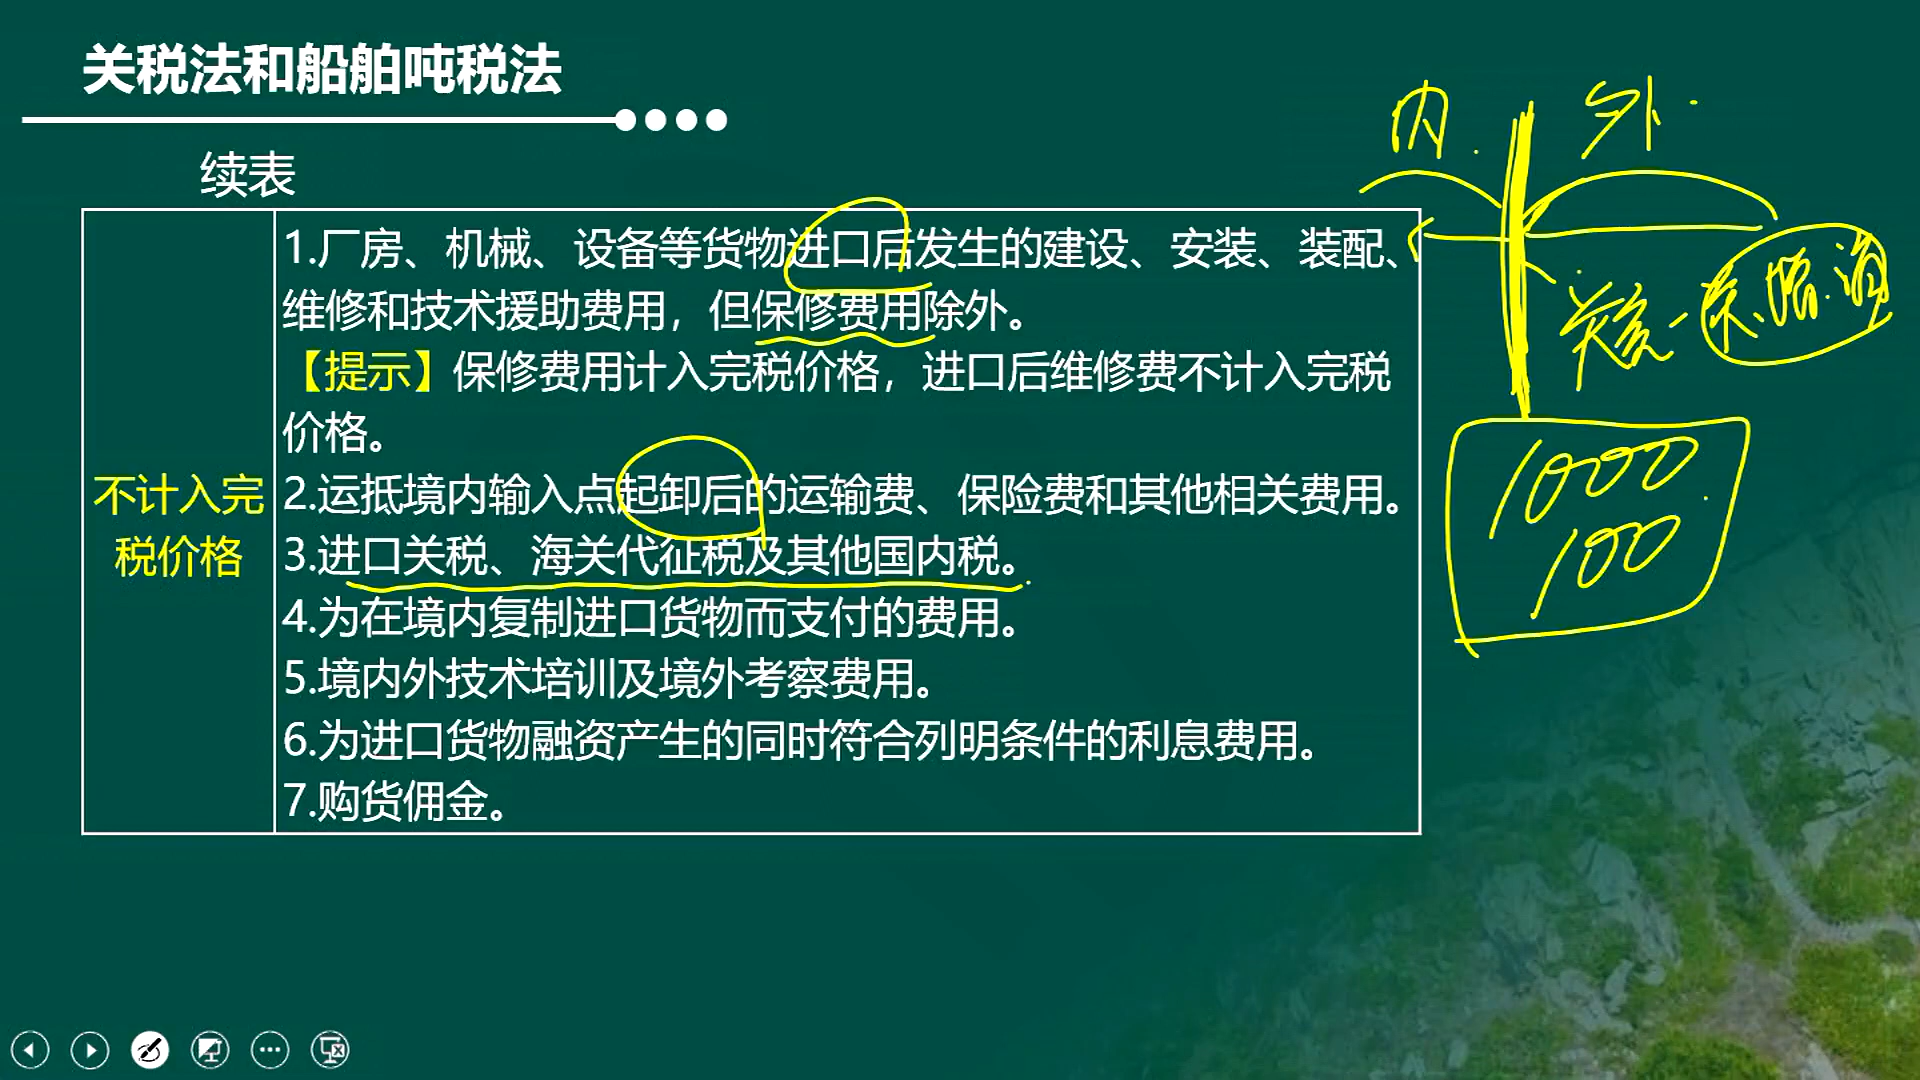 关税法和船舶吨税法
续表
不计入完税价格
1.厂房、机械、设备等货物进口后发生的建设、安装、装配、
维修和技术援助费用，但保修费用除外。
【提示】保修费用计入完税价格，进口后维修费不计入完税
价格。
2.运抵境内输入点起卸后的运输费、保险费和其他相关费用。
3.进口关税、海关代征税及其他国内税。
4.为在境内复制进口货物而支付的费用。
5.境内外技术培训及境外考察费用。
6.为进口货物融资产生的同时符合列明条件的利息费用。
7.购货佣金。
内 外
1000
100